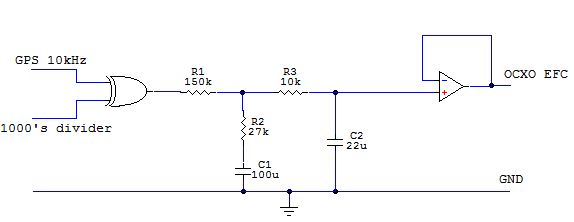 GPS 10kHz
R1
150k
R3
10k
OCXO EFC
-
+
1000's divider
R2
27k
C1
100u
C2
22u
GND